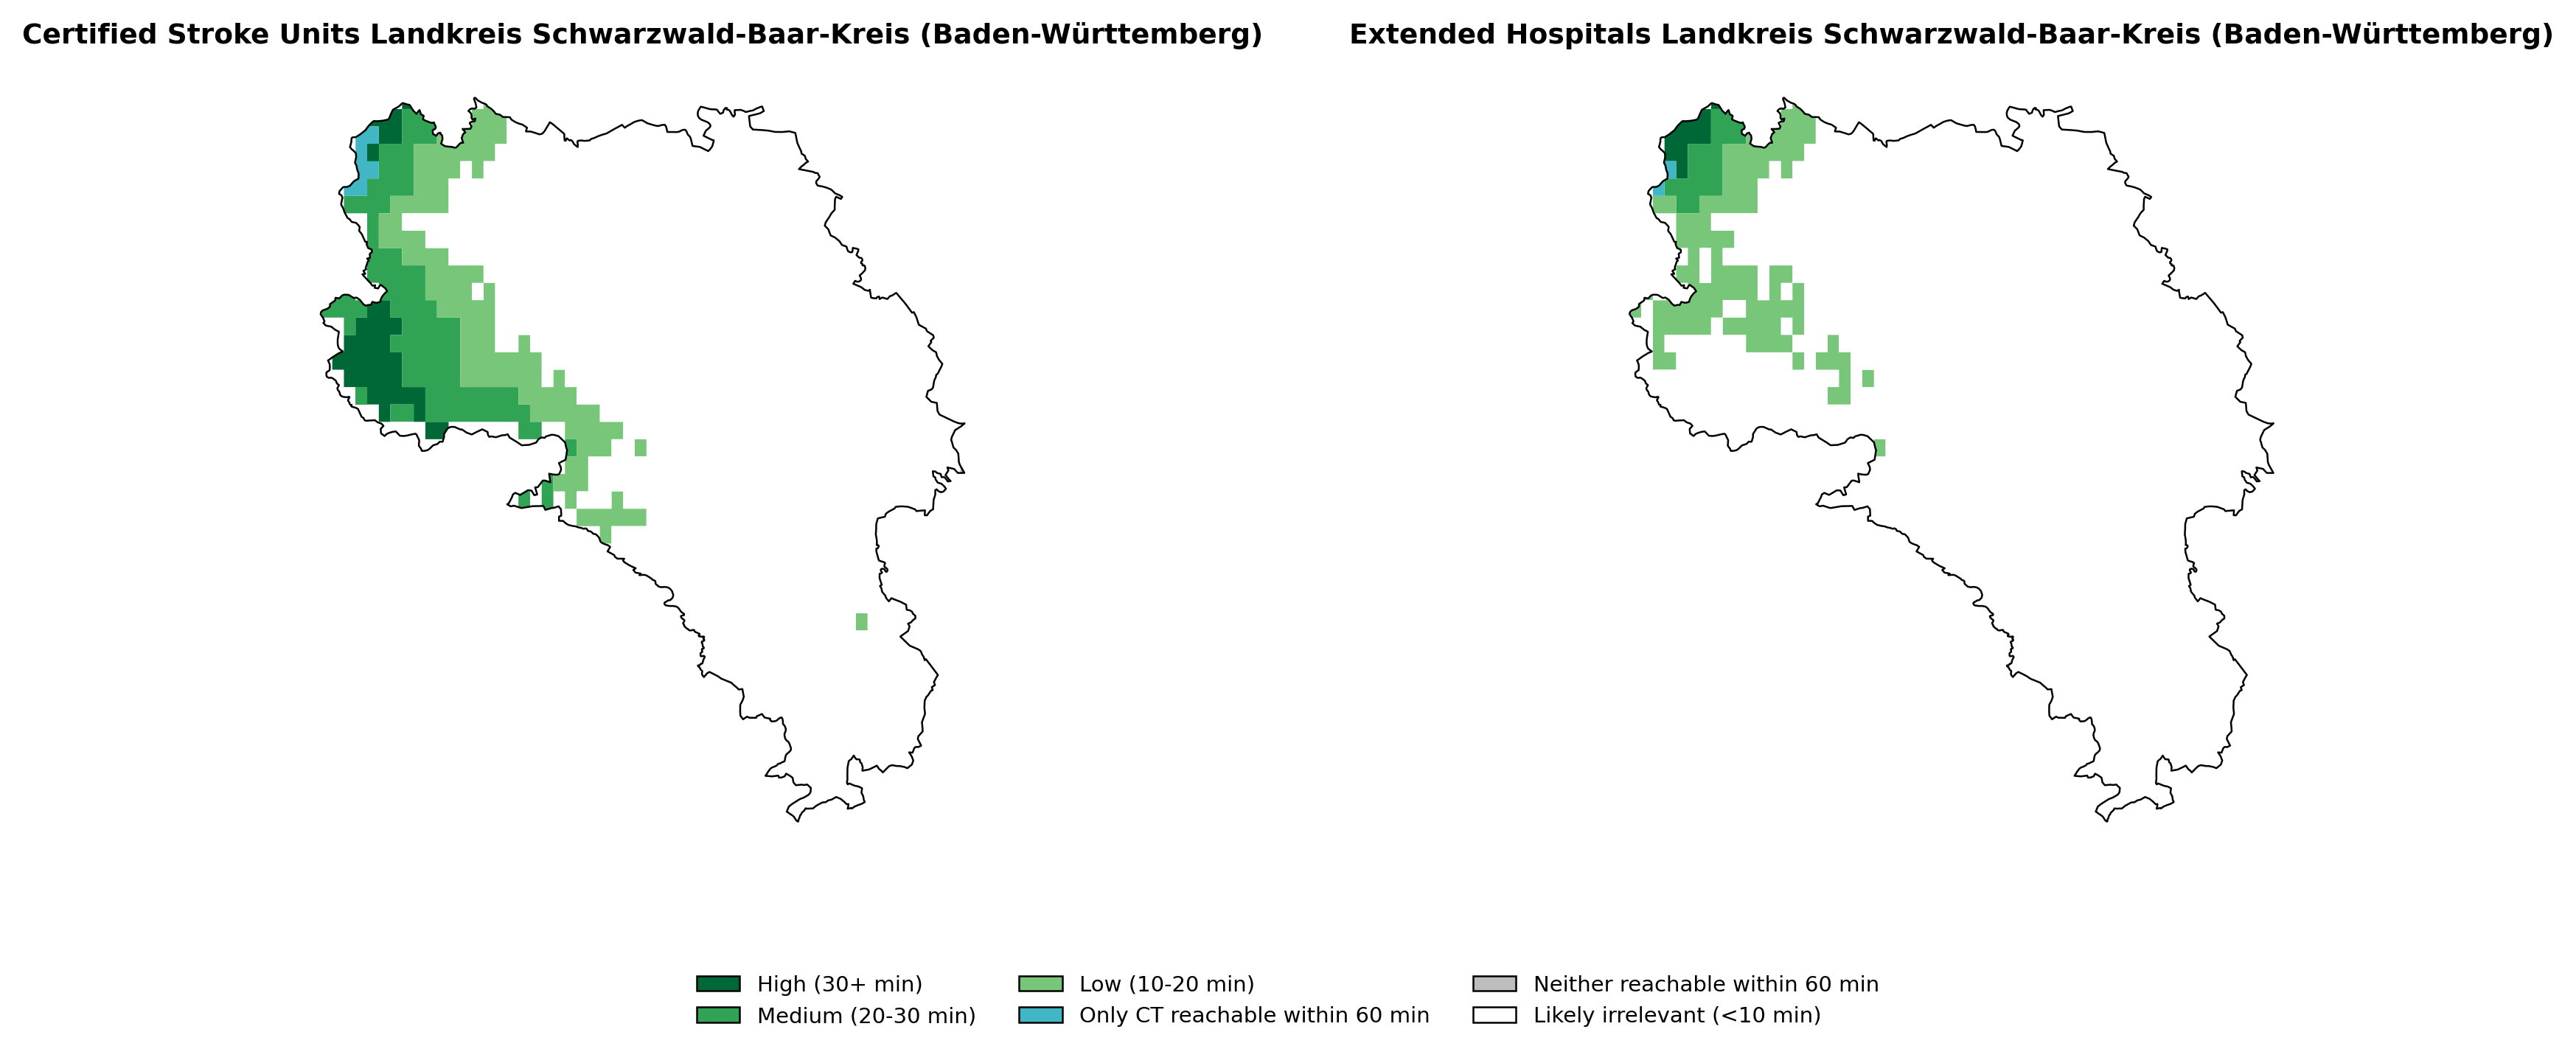 Certified Stroke Units Landkreis Schwarzwald-Baar-Kreis (Baden-Württemberg)
Extended Hospitals Landkreis Schwarzwald-Baar-Kreis (Baden-Württemberg)
High (30+ min)
Medium (20-30 min)
Low (10-20 min)
Only CT reachable within 60 min
Neither reachable within 60 min
Likely irrelevant (<10 min)